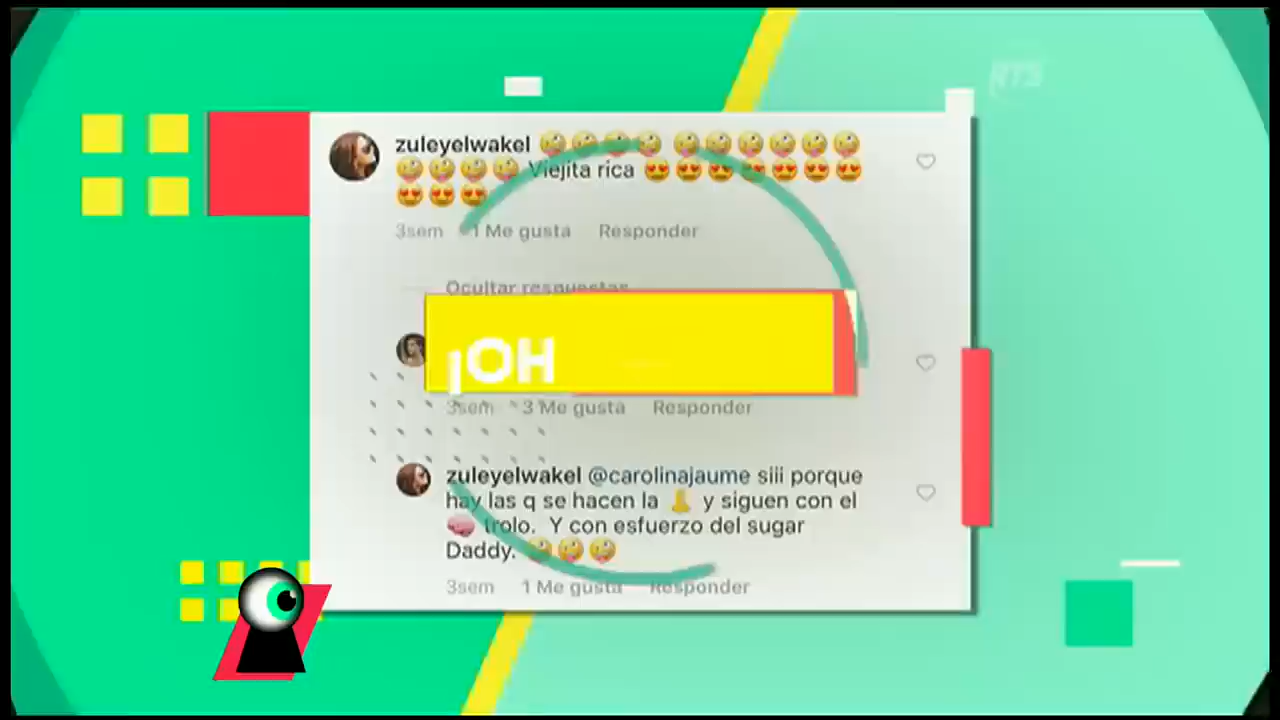 RTS
zuleyelwakel 🤪🤪🤪🤪 🤪🤪🤪🤪🤪🤪
🤪🤪🤪🤪 Viejita rica 😍😍😍😍😍😍😍
😍😍😍
3sem 1 Me gusta Responder
Ocultar respuestas
¡OH
3sem 3 Me gusta Responder
zuleyelwakel @carolinajaume siii porque
hay las q se hacen la 👃 y siguen con el
🧠 trolo. Y con esfuerzo del sugar
Daddy. 🤪🤪🤪
3sem 1 Me gusta Responder